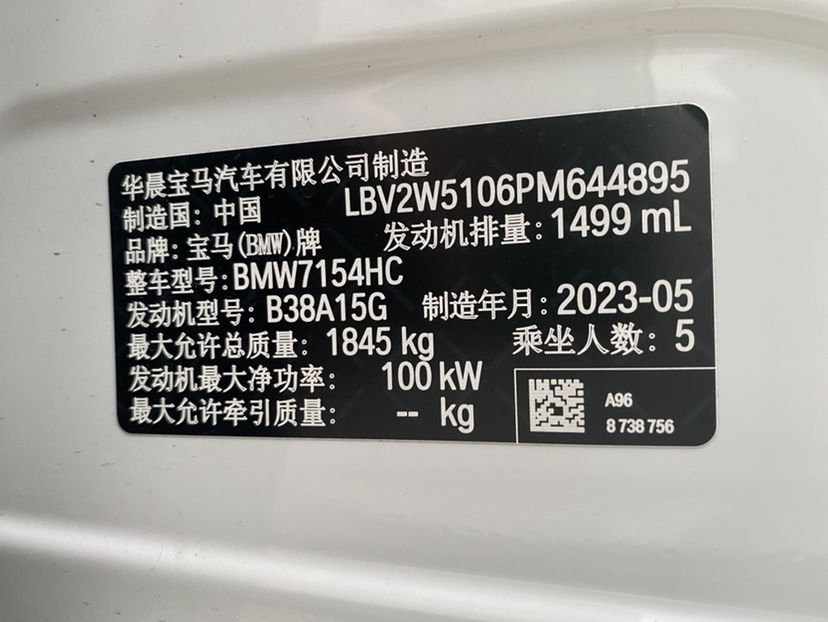 华晨宝马汽车有限公司制造
制造国: 中国 LBV2W5106PM644895
品牌: 宝马(BMW)牌 发动机排量: 1499 mL
整车型号: BMW7154HC
发动机型号: B38A15G 制造年月: 2023-05
最大允许总质量: 1845 kg 乘坐人数: 5
发动机最大净功率: 100 kW
最大允许牵引质量: -- kg
A96
8 738 756